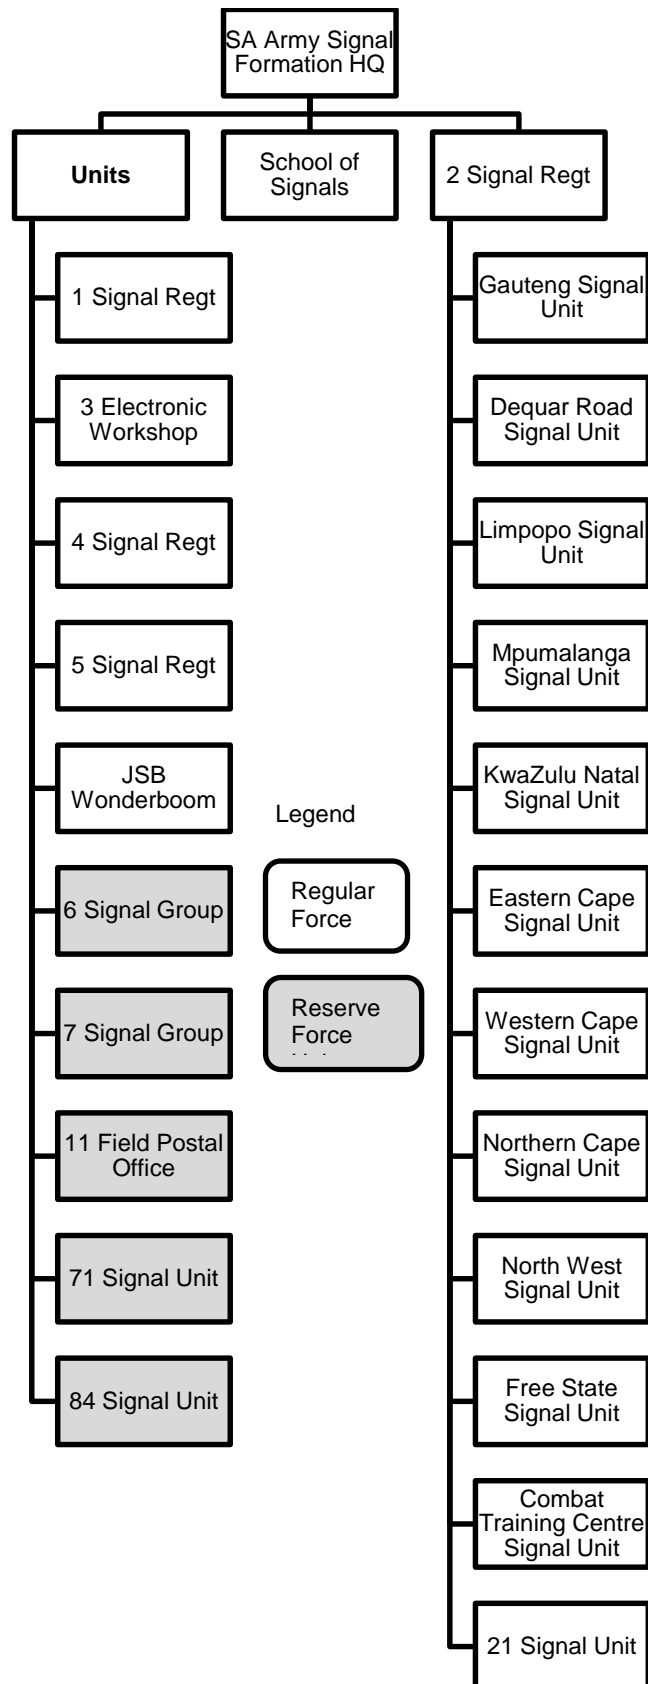 SA Army Signal
Formation HQ
Units
School of
Signals
2 Signal Regt
1 Signal Regt
3 Electronic
Workshop
4 Signal Regt
5 Signal Regt
JSB
Wonderboom
6 Signal Group
7 Signal Group
11 Field Postal
Office
71 Signal Unit
84 Signal Unit
Legend
Regular
Force
Reserve
Force
Gauteng Signal
Unit
Dequar Road
Signal Unit
Limpopo Signal
Unit
Mpumalanga
Signal Unit
KwaZulu Natal
Signal Unit
Eastern Cape
Signal Unit
Western Cape
Signal Unit
Northern Cape
Signal Unit
North West
Signal Unit
Free State
Signal Unit
Combat
Training Centre
Signal Unit
21 Signal Unit